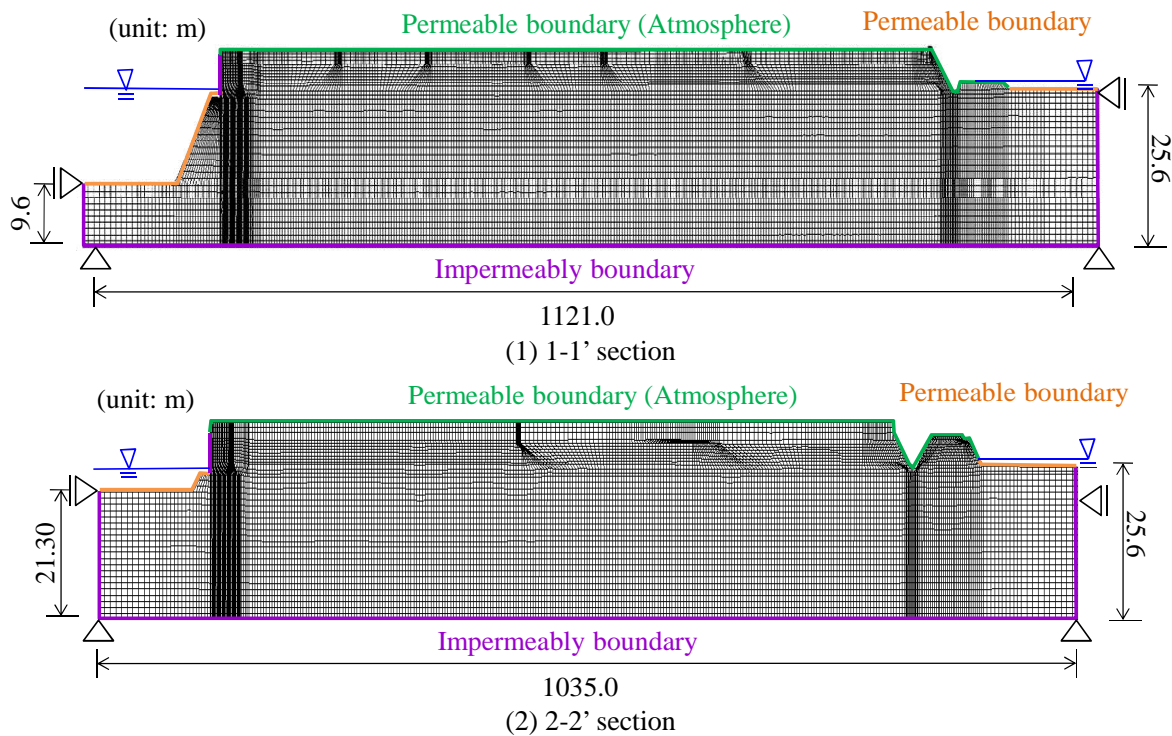 (unit: m)
Permeable boundary (Atmosphere)
Permeable boundary
9.6
25.6
Impermeably boundary
1121.0
(1) 1-1’ section
(unit: m)
Permeable boundary (Atmosphere)
Permeable boundary
21.30
25.6
Impermeably boundary
1035.0
(2) 2-2’ section